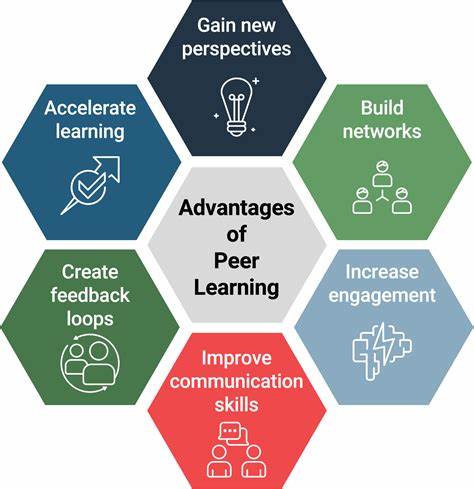 Gain new
perspectives
Accelerate
learning
Build
networks
Advantages
of
Peer
Learning
Create
feedback
loops
Increase
engagement
Improve
communication
skills